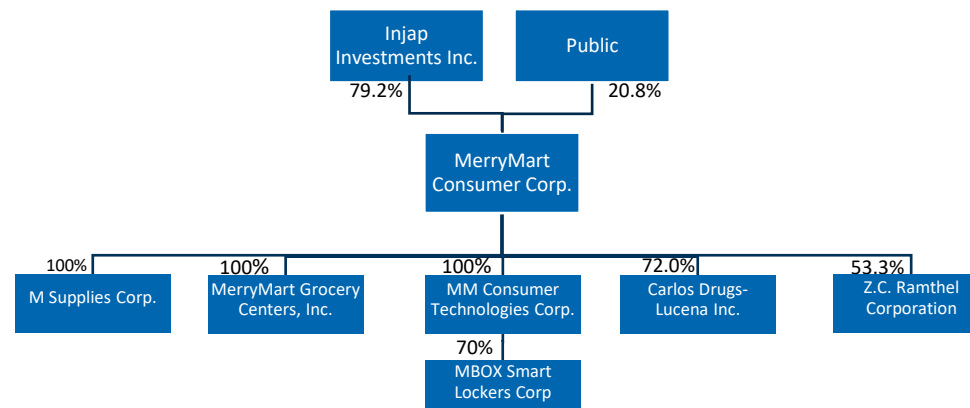 Injap
Investments Inc.
Public
79.2%
20.8%
MerryMart
Consumer Corp.
100%
100%
100%
72.0%
53.3%
M Supplies Corp.
MerryMart Grocery
Centers, Inc.
MM Consumer
Technologies Corp.
Carlos Drugs-
Lucena Inc.
Z.C. Ramthel
Corporation
70%
MBOX Smart
Lockers Corp